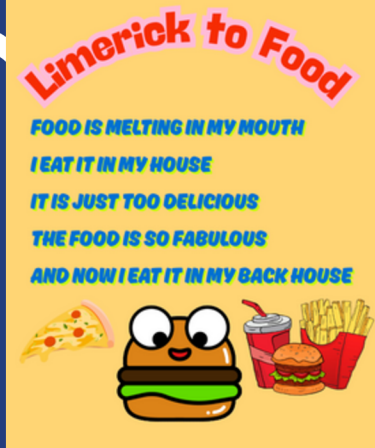 Limerick to Food
FOOD IS MELTING IN MY MOUTH
I EAT IT IN MY HOUSE
IT IS JUST TOO DELICIOUS
THE FOOD IS SO FABULOUS
AND NOW I EAT IT IN MY BACK HOUSE